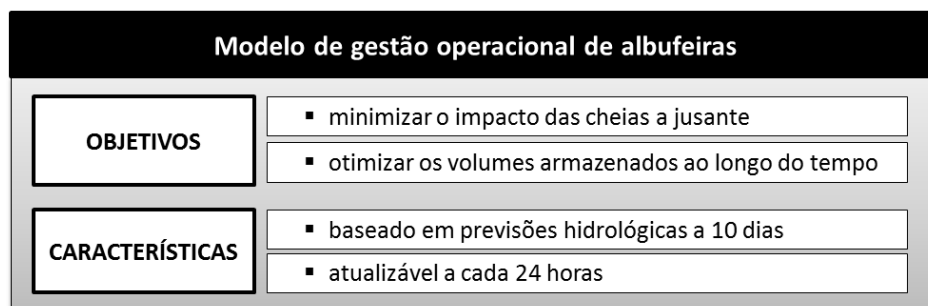 Modelo de gestão operacional de albufeiras
OBJETIVOS
▪ minimizar o impacto das cheias a jusante
▪ otimizar os volumes armazenados ao longo do tempo
CARACTERÍSTICAS
▪ baseado em previsões hidrológicas a 10 dias
▪ atualizável a cada 24 horas